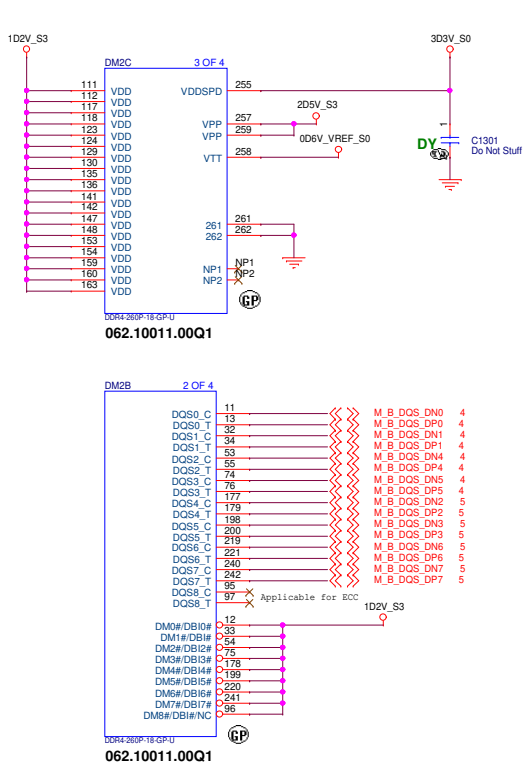 1D2V_S3
3D3V_S0
DM2C 3 OF 4
111 VDD VDDSPD 255
112 VDD
117 VDD 2D5V_S3
118 VDD VPP 257
123 VDD VPP 259
124 VDD 0D6V_VREF_S0
129 VDD VTT 258
130 VDD
135 VDD
136 VDD
141 VDD
142 VDD
147 VDD 261 261
148 VDD 262 262
153 VDD
154 VDD
159 VDD NP1 NP1
160 VDD NP2 NP2
163 VDD
1
DY
C1301
Do Not Stuff
GP
DDR4-260P-18-GP-U
062.10011.00Q1
DM2B 2 OF 4
DQS0_C 11 M_B_DQS_DN0 4
DQS0_T 13 M_B_DQS_DP0 4
DQS1_C 32 M_B_DQS_DN1 4
DQS1_T 34 M_B_DQS_DP1 4
DQS2_C 53 M_B_DQS_DN4 4
DQS2_T 55 M_B_DQS_DP4 4
DQS3_C 74 M_B_DQS_DN5 4
DQS3_T 76 M_B_DQS_DP5 4
DQS4_C 177 M_B_DQS_DN2 5
DQS4_T 179 M_B_DQS_DP2 5
DQS5_C 198 M_B_DQS_DN3 5
DQS5_T 200 M_B_DQS_DP3 5
DQS6_C 219 M_B_DQS_DN6 5
DQS6_T 221 M_B_DQS_DP6 5
DQS7_C 240 M_B_DQS_DN7 5
DQS7_T 242 M_B_DQS_DP7 5
DQS8_C 95
DQS8_T 97
Applicable for ECC
1D2V_S3
DM0#/DBI0# 12
DM1#/DBI# 33
DM2#/DBI2# 54
DM3#/DBI3# 75
DM4#/DBI4# 178
DM5#/DBI5# 199
DM6#/DBI6# 220
DM7#/DBI7# 241
DM8#/DBI#/NC 96
GP
DDR4-260P-18-GP-U
062.10011.00Q1